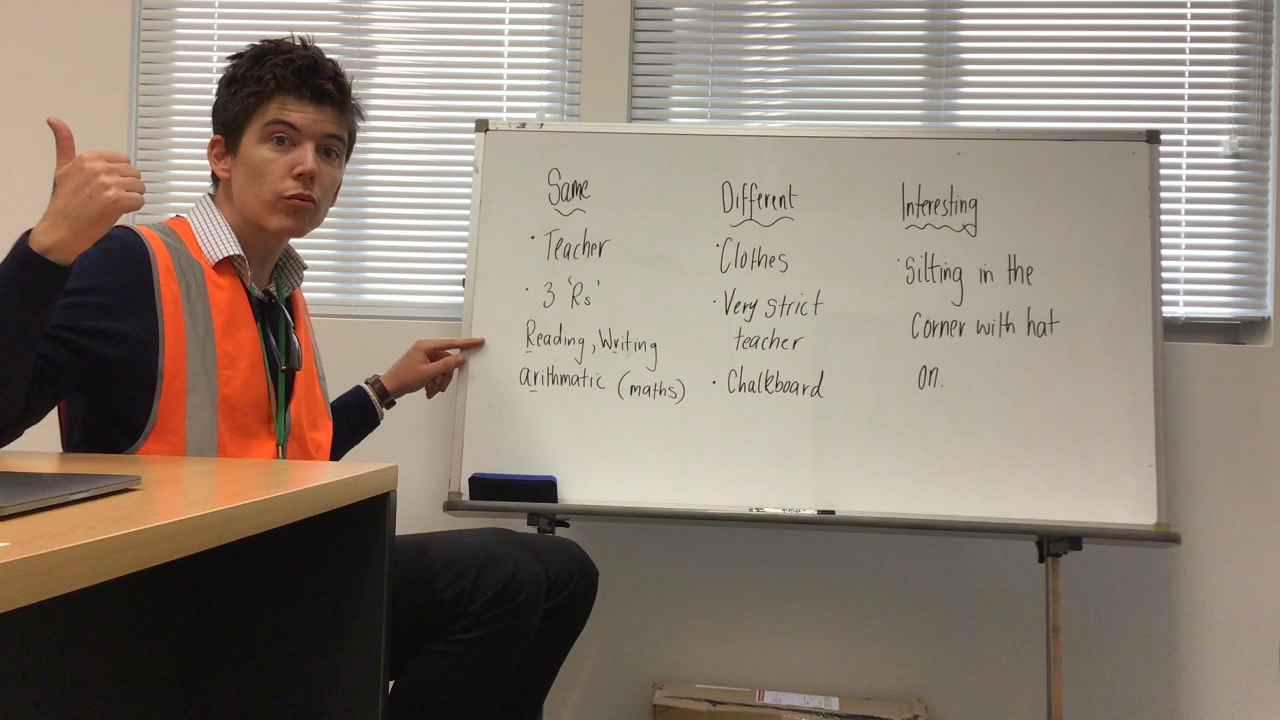 Same
• Teacher
• 3 'Rs'
Reading, Writing
arithmatic (maths)
Different
• Clothes
• Very strict
teacher
• Chalkboard
Interesting
• Sitting in the
Corner with hat
on.